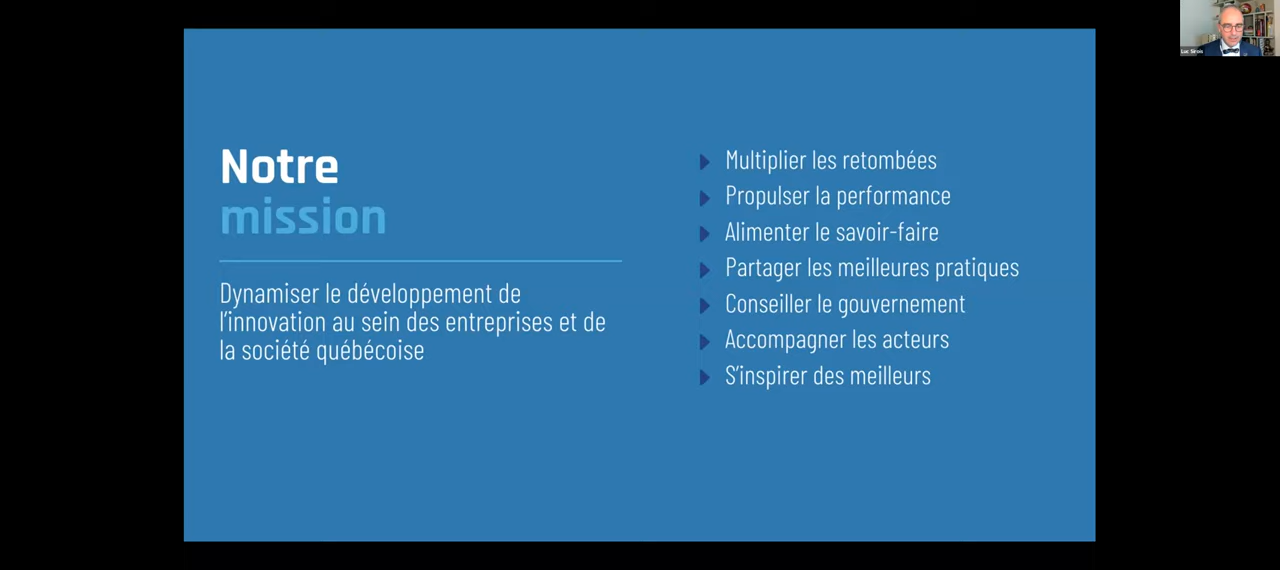 Notre
mission
Dynamiser le développement de
l'innovation au sein des entreprises et de
la société québécoise
Multiplier les retombées
Propulser la performance
Alimenter le savoir-faire
Partager les meilleures pratiques
Conseiller le gouvernement
Accompagner les acteurs
S'inspirer des meilleurs
Luc Sirois